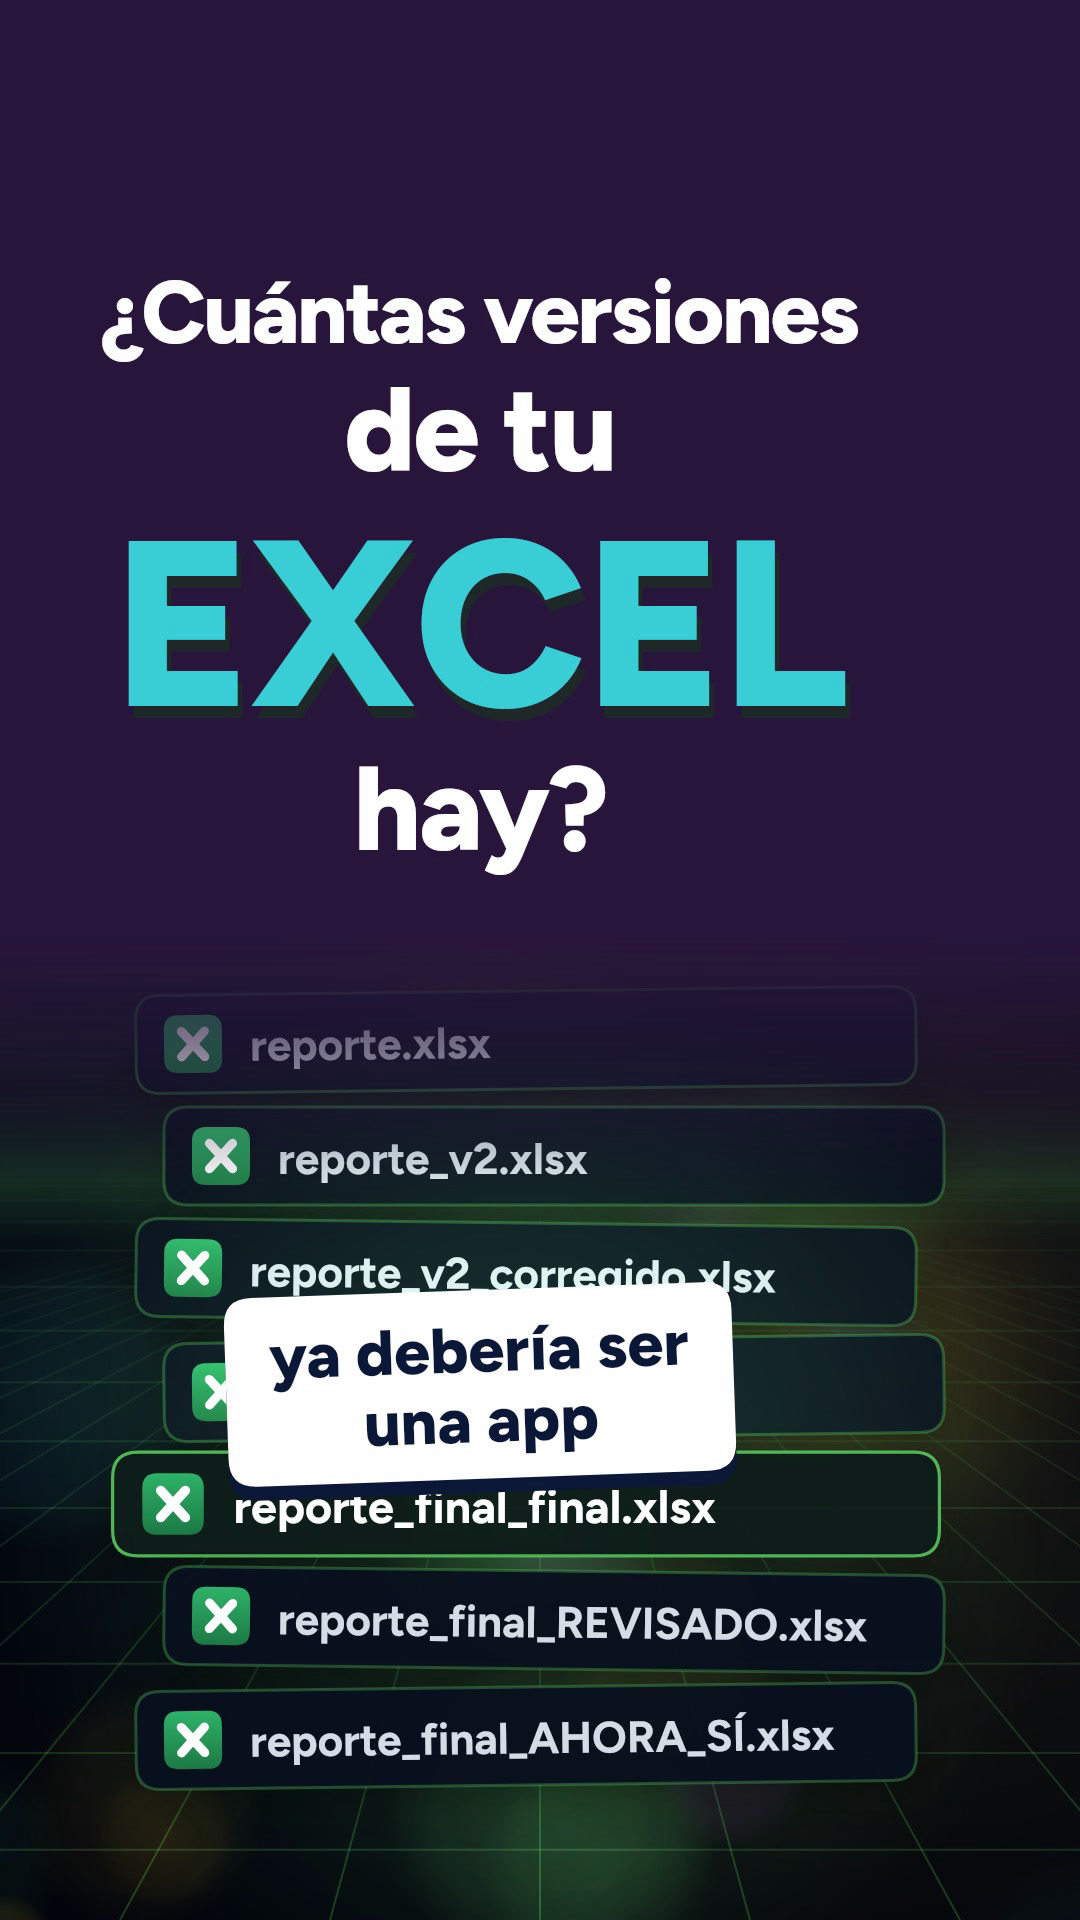 ¿Cuántas versiones
de tu
EXCEL
hay?
reporte.xlsx
reporte_v2.xlsx
reporte_v2_corregido.xlsx
ya debería ser
una app
reporte_final_final.xlsx
reporte_final_REVISADO.xlsx
reporte_final_AHORA_SÍ.xlsx